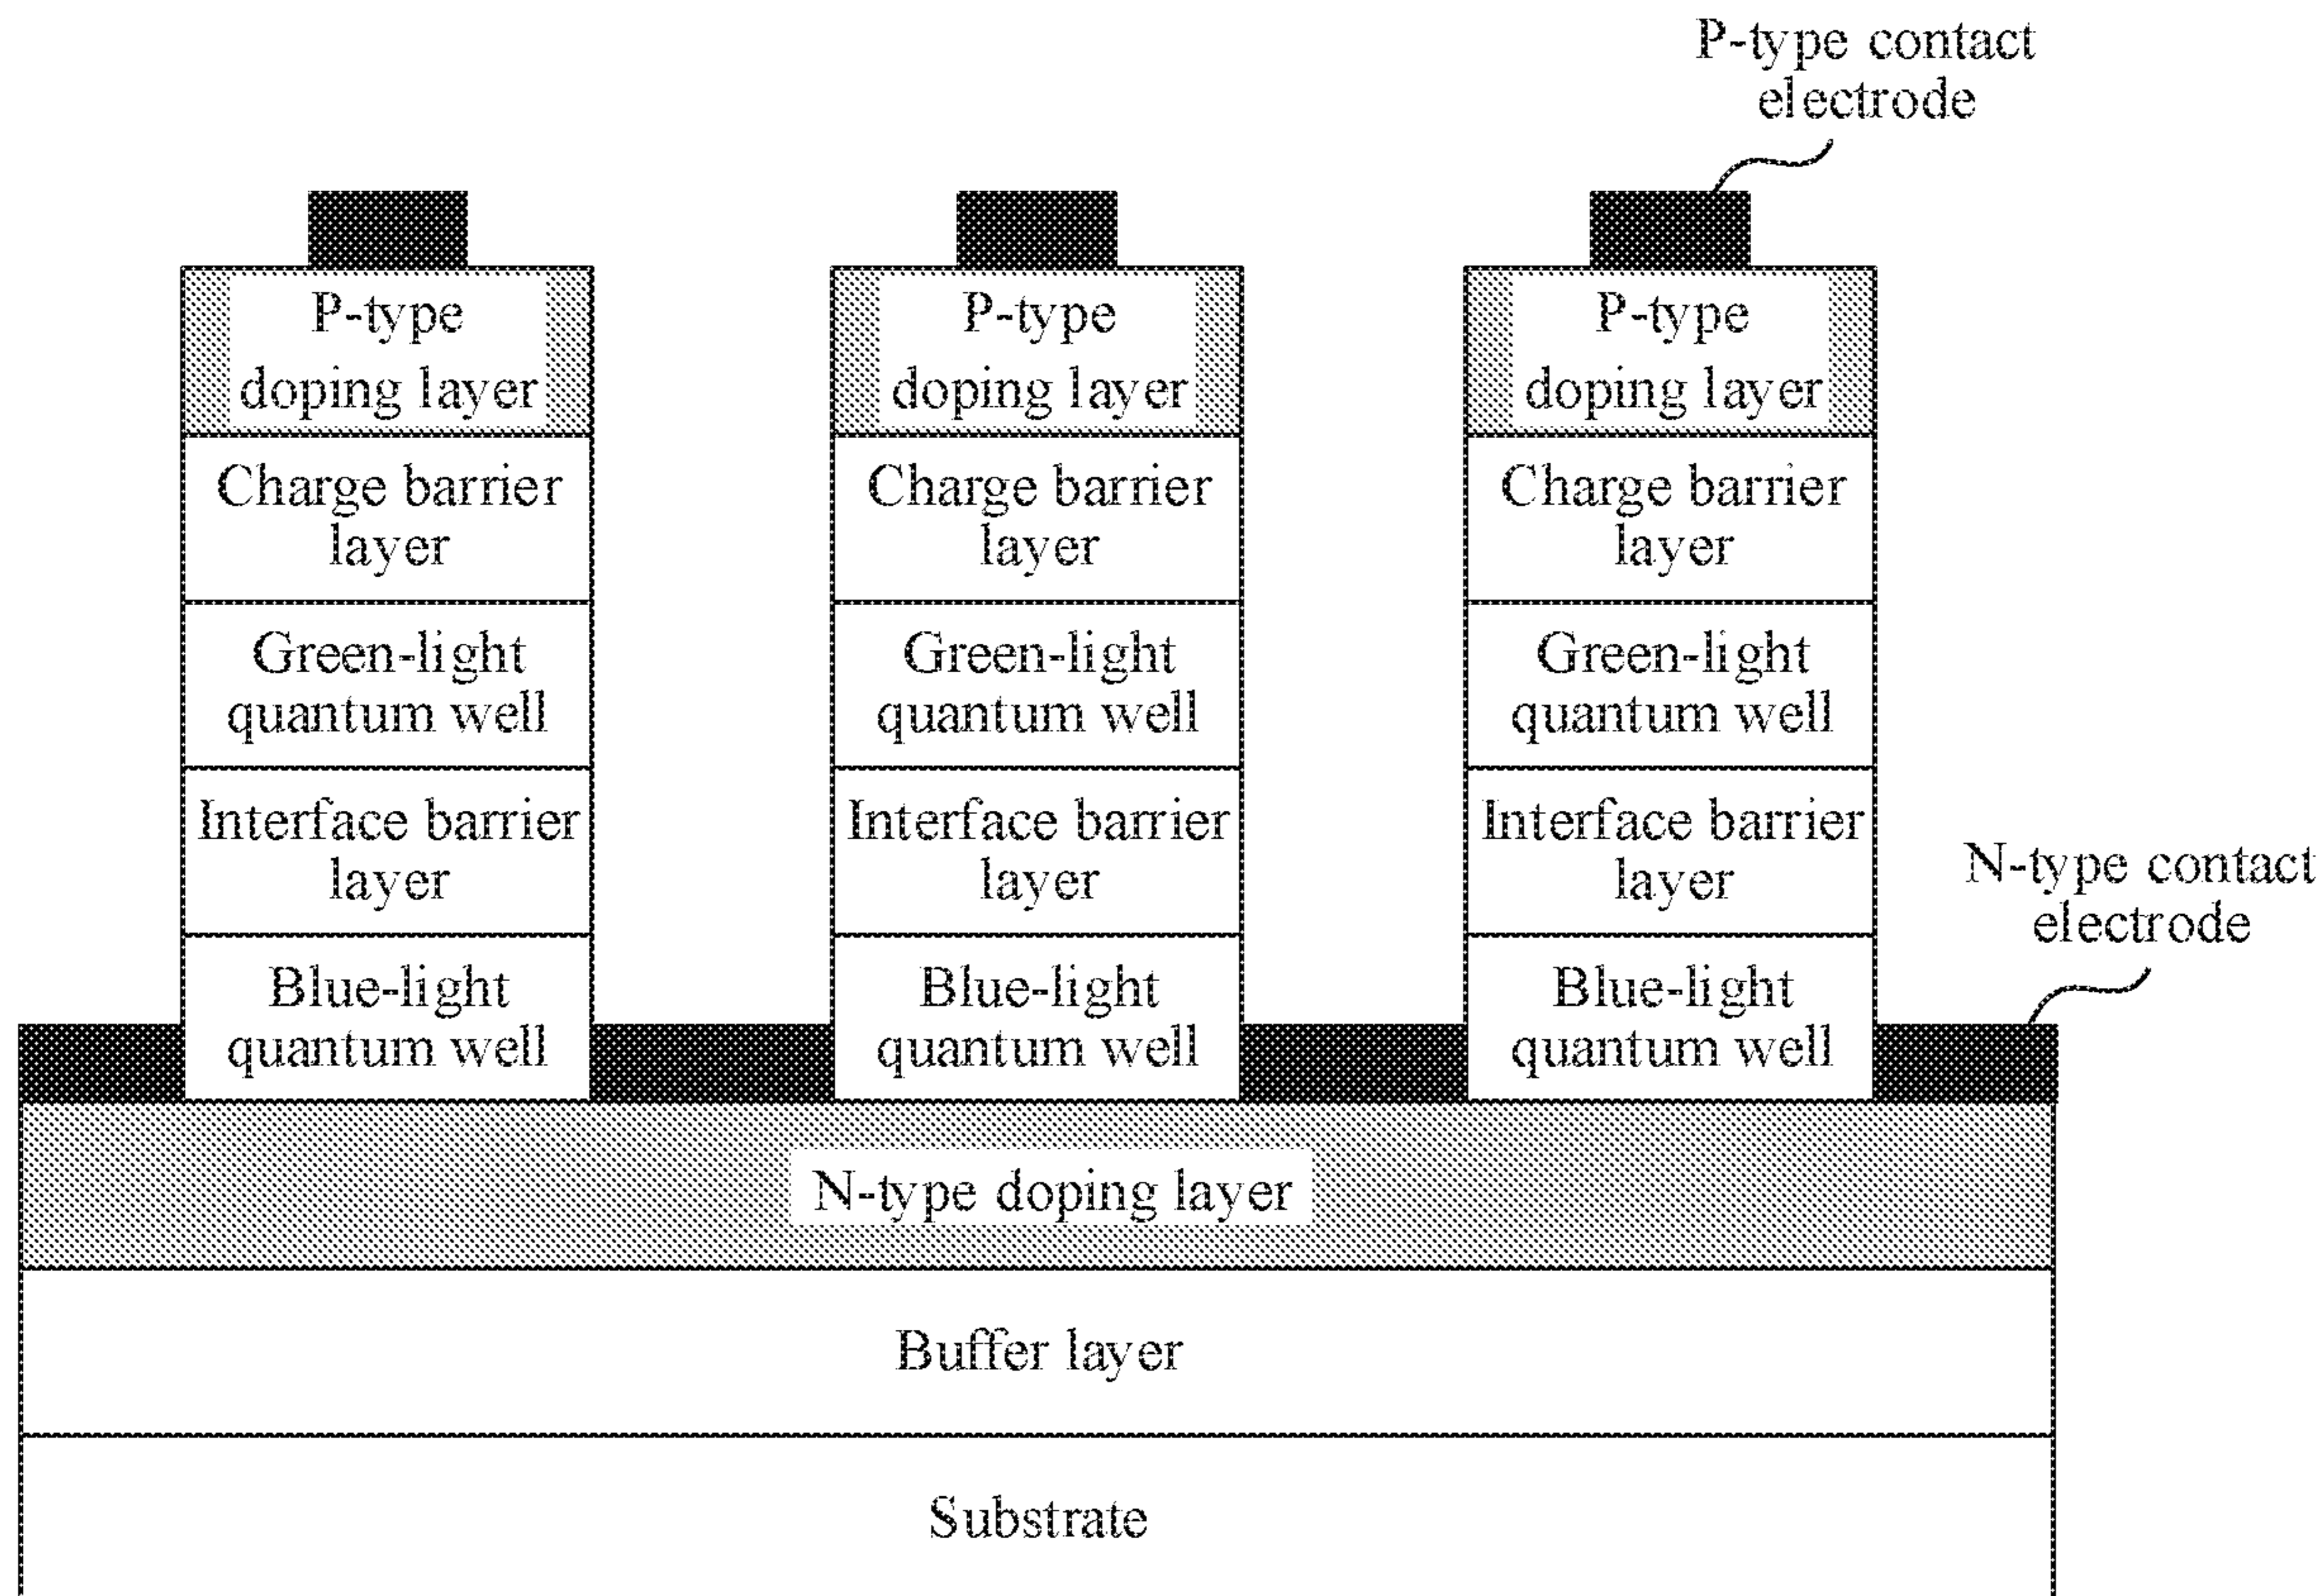 P-type contact
electrode
P-type
doping layer
P-type
doping layer
P-type
doping layer
Charge barrier
layer
Charge barrier
layer
Charge barrier
layer
Green-light
quantum well
Green-light
quantum well
Green-light
quantum well
Interface barrier
layer
Interface barrier
layer
Interface barrier
layer
N-type contact
electrode
Blue-light
quantum well
Blue-light
quantum well
Blue-light
quantum well
N-type doping layer
Buffer layer
Substrate